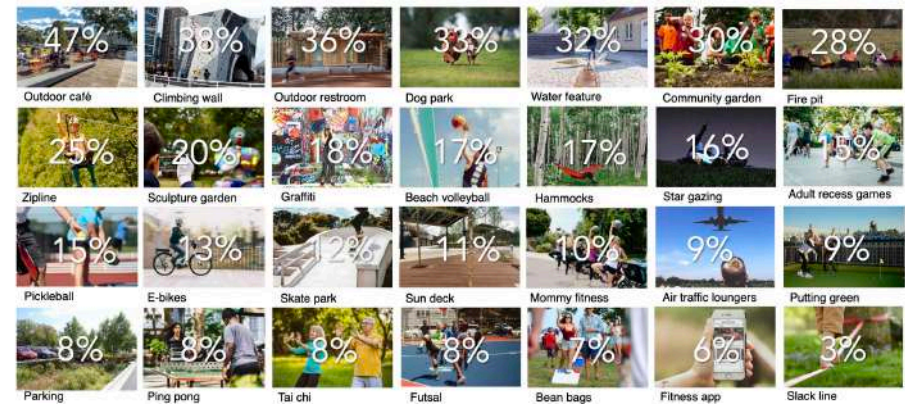 47% 38% 36% 33% 32% 30% 28%
Outdoor café Climbing wall Outdoor restroom Dog park Water feature Community garden Fire pit
25% 20% 18% 17% 17% 16% 15%
Zipline Sculpture garden Graffiti Beach volleyball Hammocks Star gazing Adult recess games
15% 13% 12% 11% 10% 9% 9%
Pickleball E-bikes Skate park Sun deck Mommy fitness Air traffic loungers Putting green
8% 8% 8% 8% 7% 6% 3%
Parking Ping pong Tai chi Futsal Bean bags Fitness app Slack line